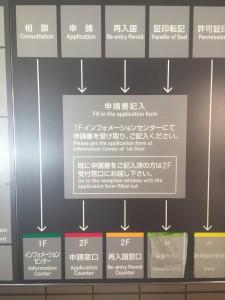 相談
Consultation
申請
Application
再入国
Re-entry Permit
証印転記
Transfer of Seal
許可証印
Permission
申請書記入
Fill in the application form
1Fインフォメーションセンターにて
申請書を受け取り、ご記入ください。
Please get the application form at
Information Center of 1st floor
既に申請書をご記入済の方は2F
受付窓口にお越し下さい。
Go to the reception window with the
application form filled out
1F
インフォメーション
センター
Information
Center
2F
申請窓口
Application
Counter
2F
再入国窓口
Re-entry Permit
Counter